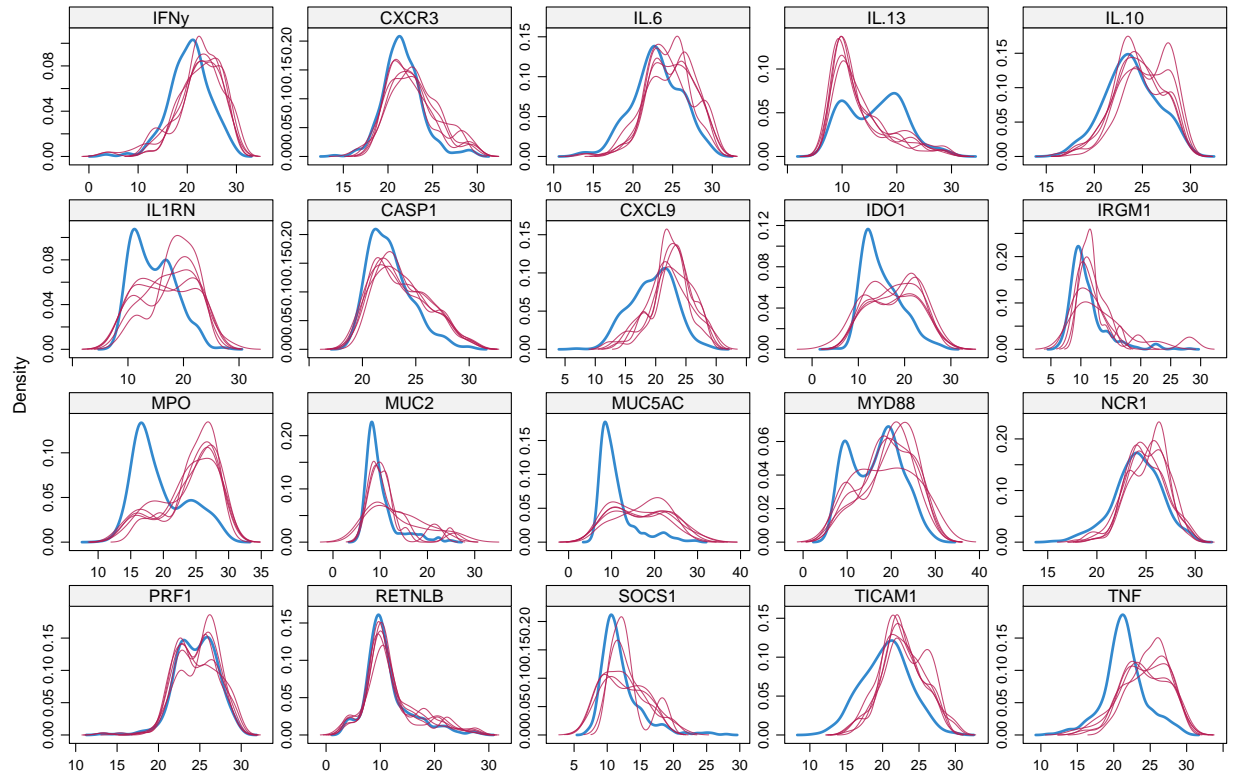 IFNy
CXCR3
IL.6
IL.13
IL.10
0.00 0.04 0.08
0.000.050.100.150.20
0.00 0.05 0.10 0.15
0.00 0.05 0.10
0.00 0.05 0.10 0.15
0 10 20 30
15 20 25 30
10 15 20 25 30
0 10 20 30
15 20 25 30
IL1RN
CASP1
CXCL9
IDO1
IRGM1
0.00 0.04 0.08
0.000.050.100.150.20
0.00 0.05 0.10 0.15
0.00 0.04 0.08 0.12
0.00 0.10 0.20
10 20 30
20 25 30
5 10 15 20 25 30
0 10 20 30
5 10 15 20 25 30
Density
MPO
MUC2
MUC5AC
MYD88
NCR1
0.00 0.05 0.10
0.00 0.10 0.20
0.00 0.05 0.10 0.15
0.00 0.02 0.04 0.06
0.00 0.10 0.20
10 15 20 25 30 35
0 10 20 30
0 10 20 30 40
0 10 20 30 40
15 20 25 30
PRF1
RETNLB
SOCS1
TICAM1
TNF
0.00 0.05 0.10 0.15
0.00 0.05 0.10 0.15
0.000.050.100.150.20
0.00 0.05 0.10 0.15
0.00 0.05 0.10 0.15
10 15 20 25 30
0 10 20 30
5 10 15 20 25 30
10 15 20 25 30
10 15 20 25 30